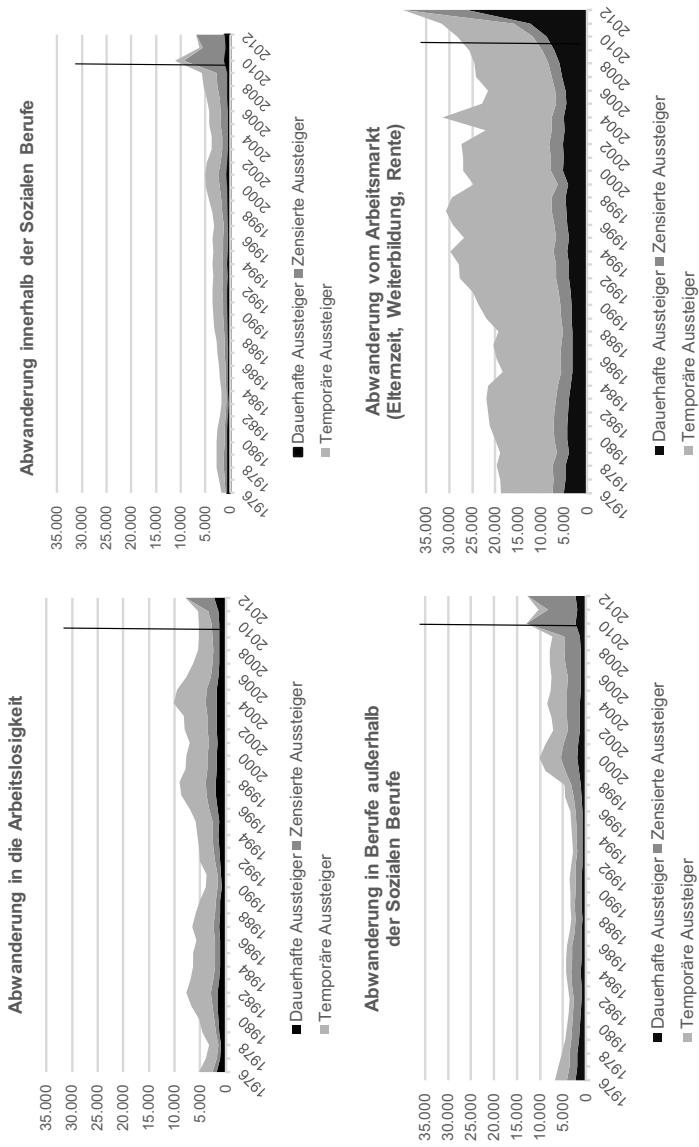 Abwanderung in die Arbeitslosigkeit
35.000
30.000
25.000
20.000
15.000
10.000
5.000
0
1976 1978 1980 1982 1984 1986 1988 1990 1992 1994 1996 1998 2000 2002 2004 2006 2008 2010 2012
Dauerhafte Aussteiger Zensierte Aussteiger
Temporäre Aussteiger
Abwanderung innerhalb der Sozialen Berufe
35.000
30.000
25.000
20.000
15.000
10.000
5.000
0
1976 1978 1980 1982 1984 1986 1988 1990 1992 1994 1996 1998 2000 2002 2004 2006 2008 2010 2012
Dauerhafte Aussteiger Zensierte Aussteiger
Temporäre Aussteiger
Abwanderung in Berufe außerhalb
der Sozialen Berufe
35.000
30.000
25.000
20.000
15.000
10.000
5.000
0
1976 1978 1980 1982 1984 1986 1988 1990 1992 1994 1996 1998 2000 2002 2004 2006 2008 2010 2012
Dauerhafte Aussteiger Zensierte Aussteiger
Temporäre Aussteiger
Abwanderung vom Arbeitsmarkt
(Elternzeit, Weiterbildung, Rente)
35.000
30.000
25.000
20.000
15.000
10.000
5.000
0
1976 1978 1980 1982 1984 1986 1988 1990 1992 1994 1996 1998 2000 2002 2004 2006 2008 2010 2012
Dauerhafte Aussteiger Zensierte Aussteiger
Temporäre Aussteiger